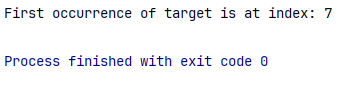 First occurrence of target is at index: 7
Process finished with exit code 0